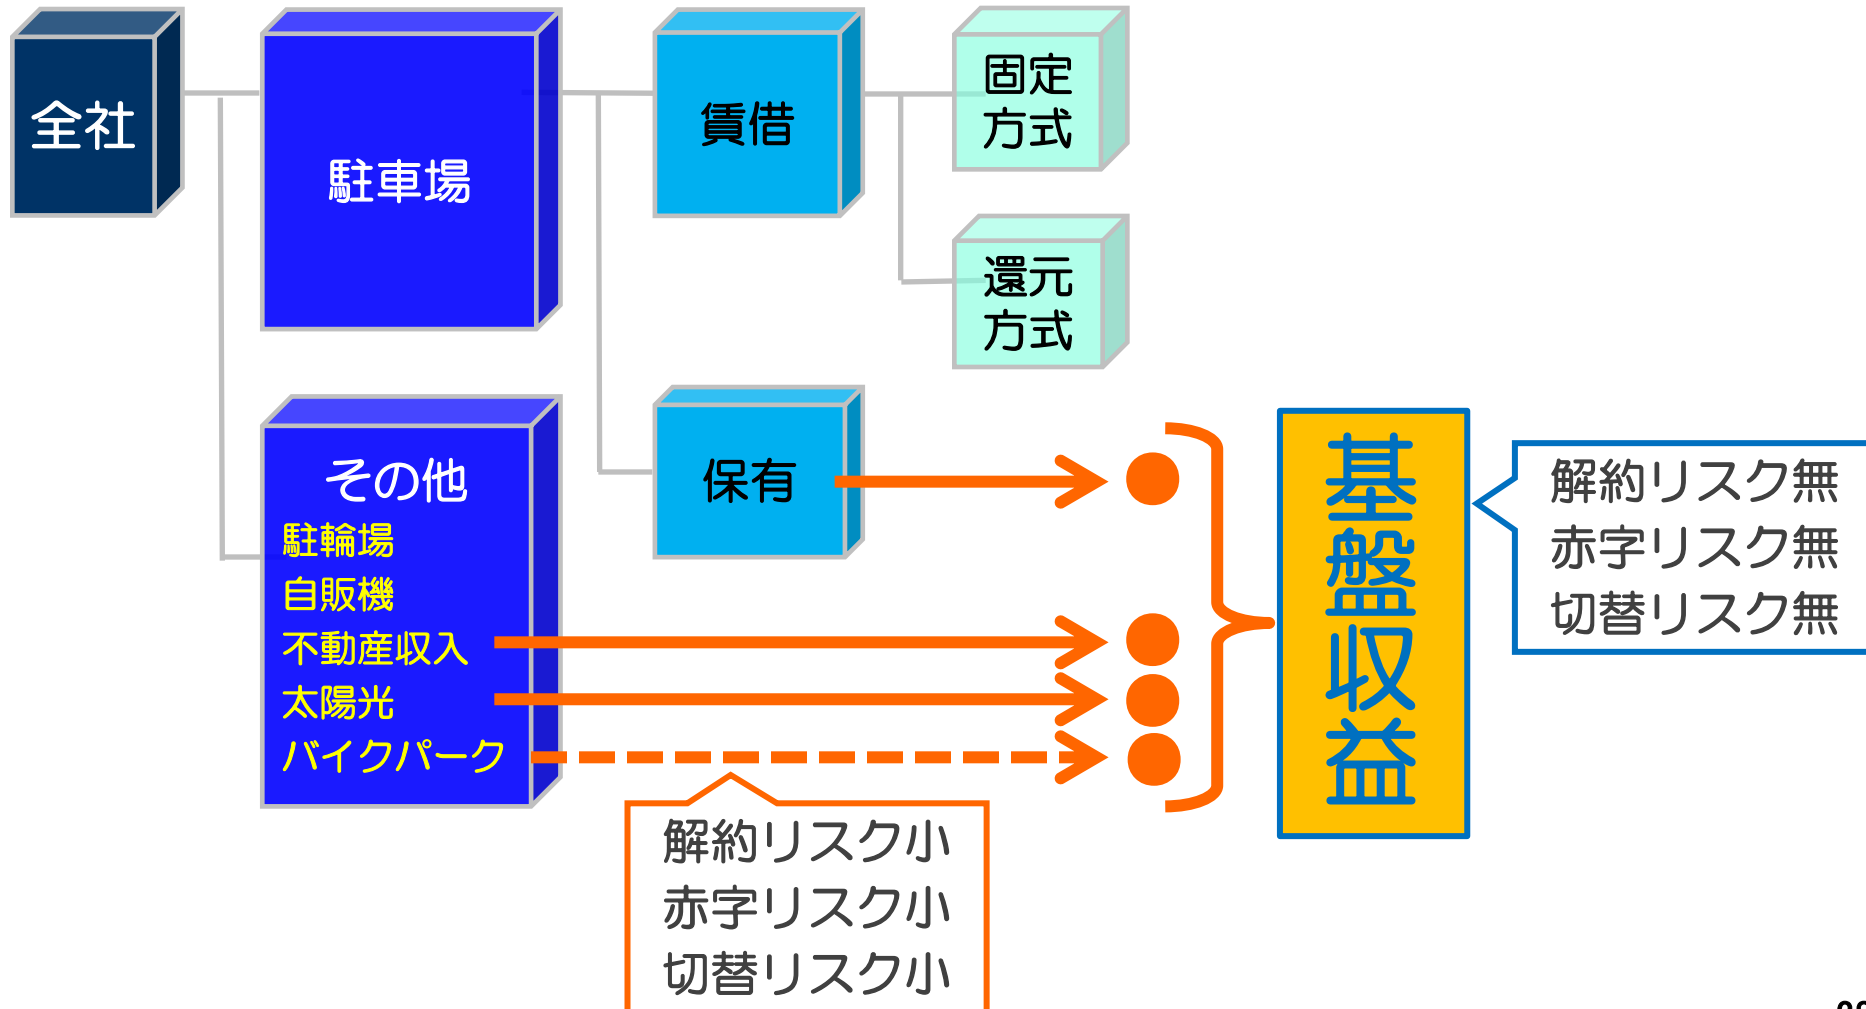 全社
駐車場
賃借
固定
方式
還元
方式
その他
駐輪場
自販機
不動産収入
太陽光
バイクパーク
保有
基盤収益
解約リスク無
赤字リスク無
切替リスク無
解約リスク小
赤字リスク小
切替リスク小